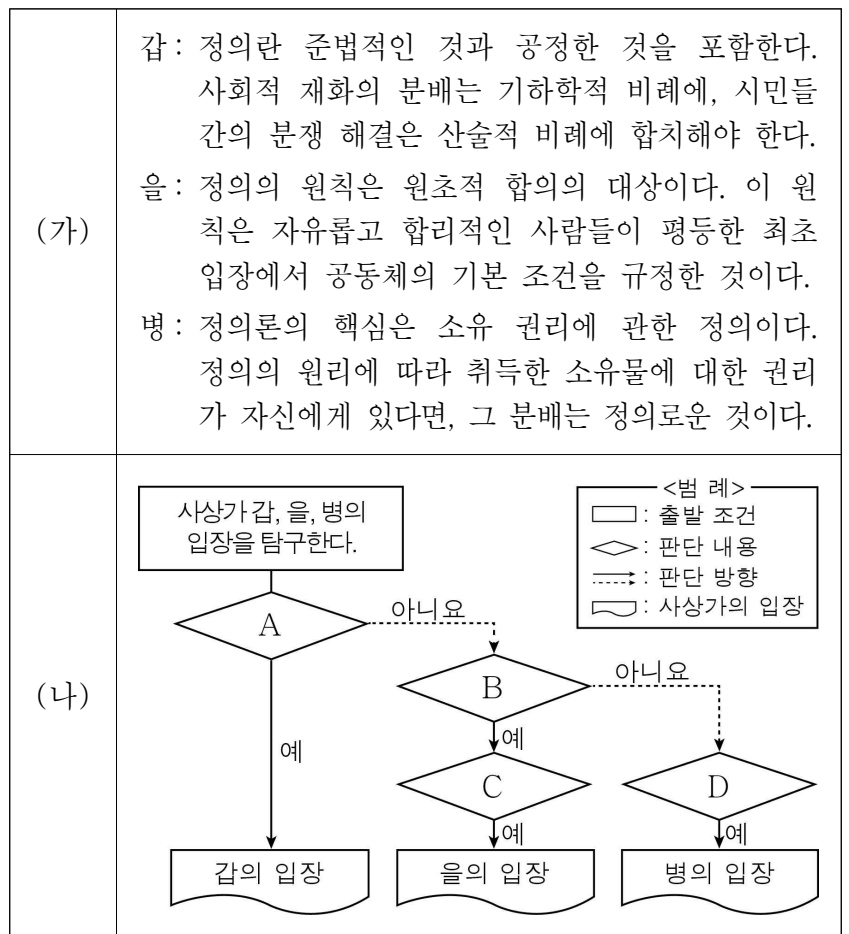 (가)
갑: 정의란 준법적인 것과 공정한 것을 포함한다.
사회적 재화의 분배는 기하학적 비례에, 시민들
간의 분쟁 해결은 산술적 비례에 합치해야 한다.
을: 정의의 원칙은 원초적 합의의 대상이다. 이 원
칙은 자유롭고 합리적인 사람들이 평등한 최초
입장에서 공동체의 기본 조건을 규정한 것이다.
병: 정의론의 핵심은 소유 권리에 관한 정의이다.
정의의 원리에 따라 취득한 소유물에 대한 권리
가 자신에게 있다면, 그 분배는 정의로운 것이다.
(나)
사상가 갑, 을, 병의
입장을 탐구한다.
<범 례>
: 출발 조건
: 판단 내용
: 판단 방향
: 사상가의 입장
A
아니요
B
아니요
예
예
C
D
예
예
갑의 입장
을의 입장
병의 입장